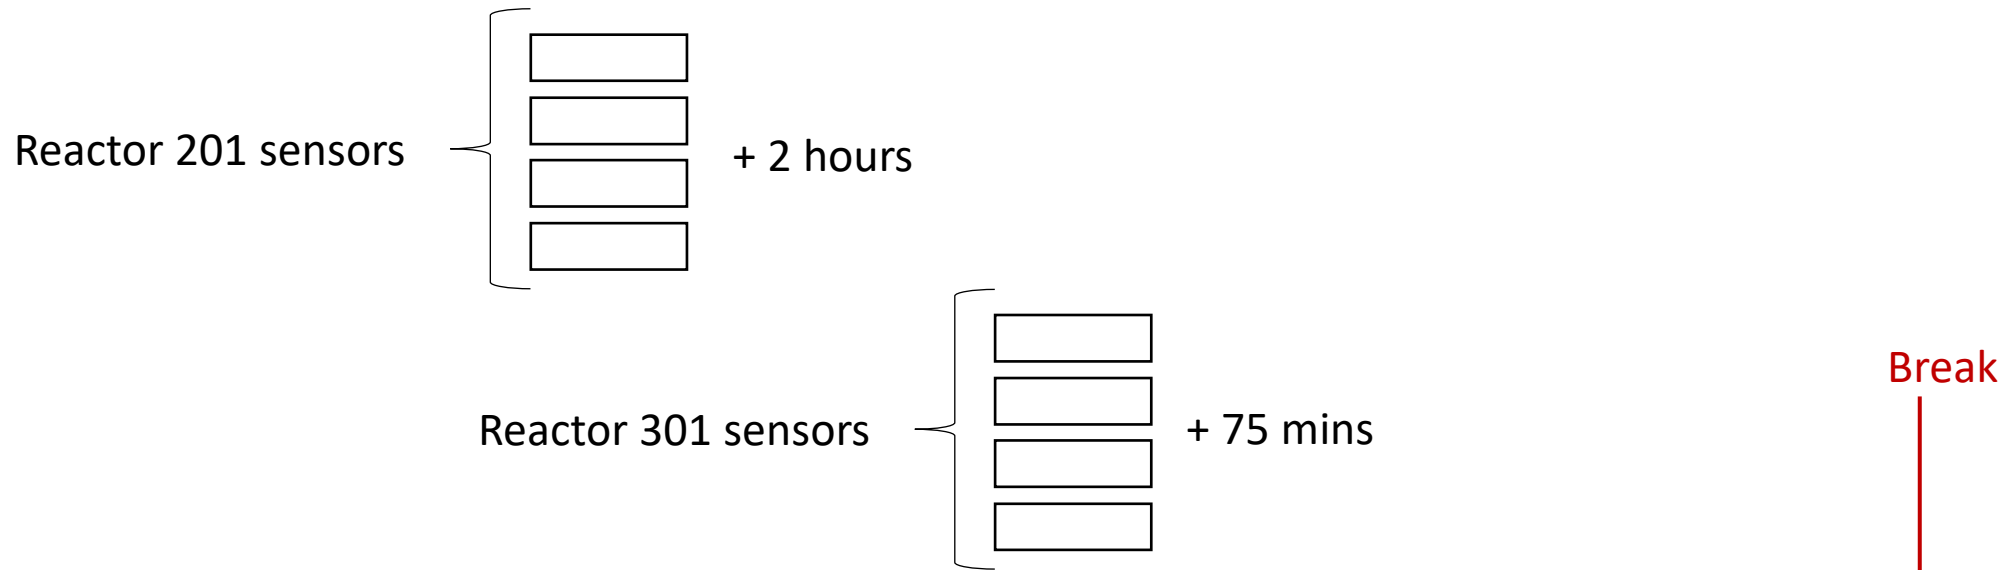 Reactor 201 sensors
+ 2 hours
Break
Reactor 301 sensors
+ 75 mins